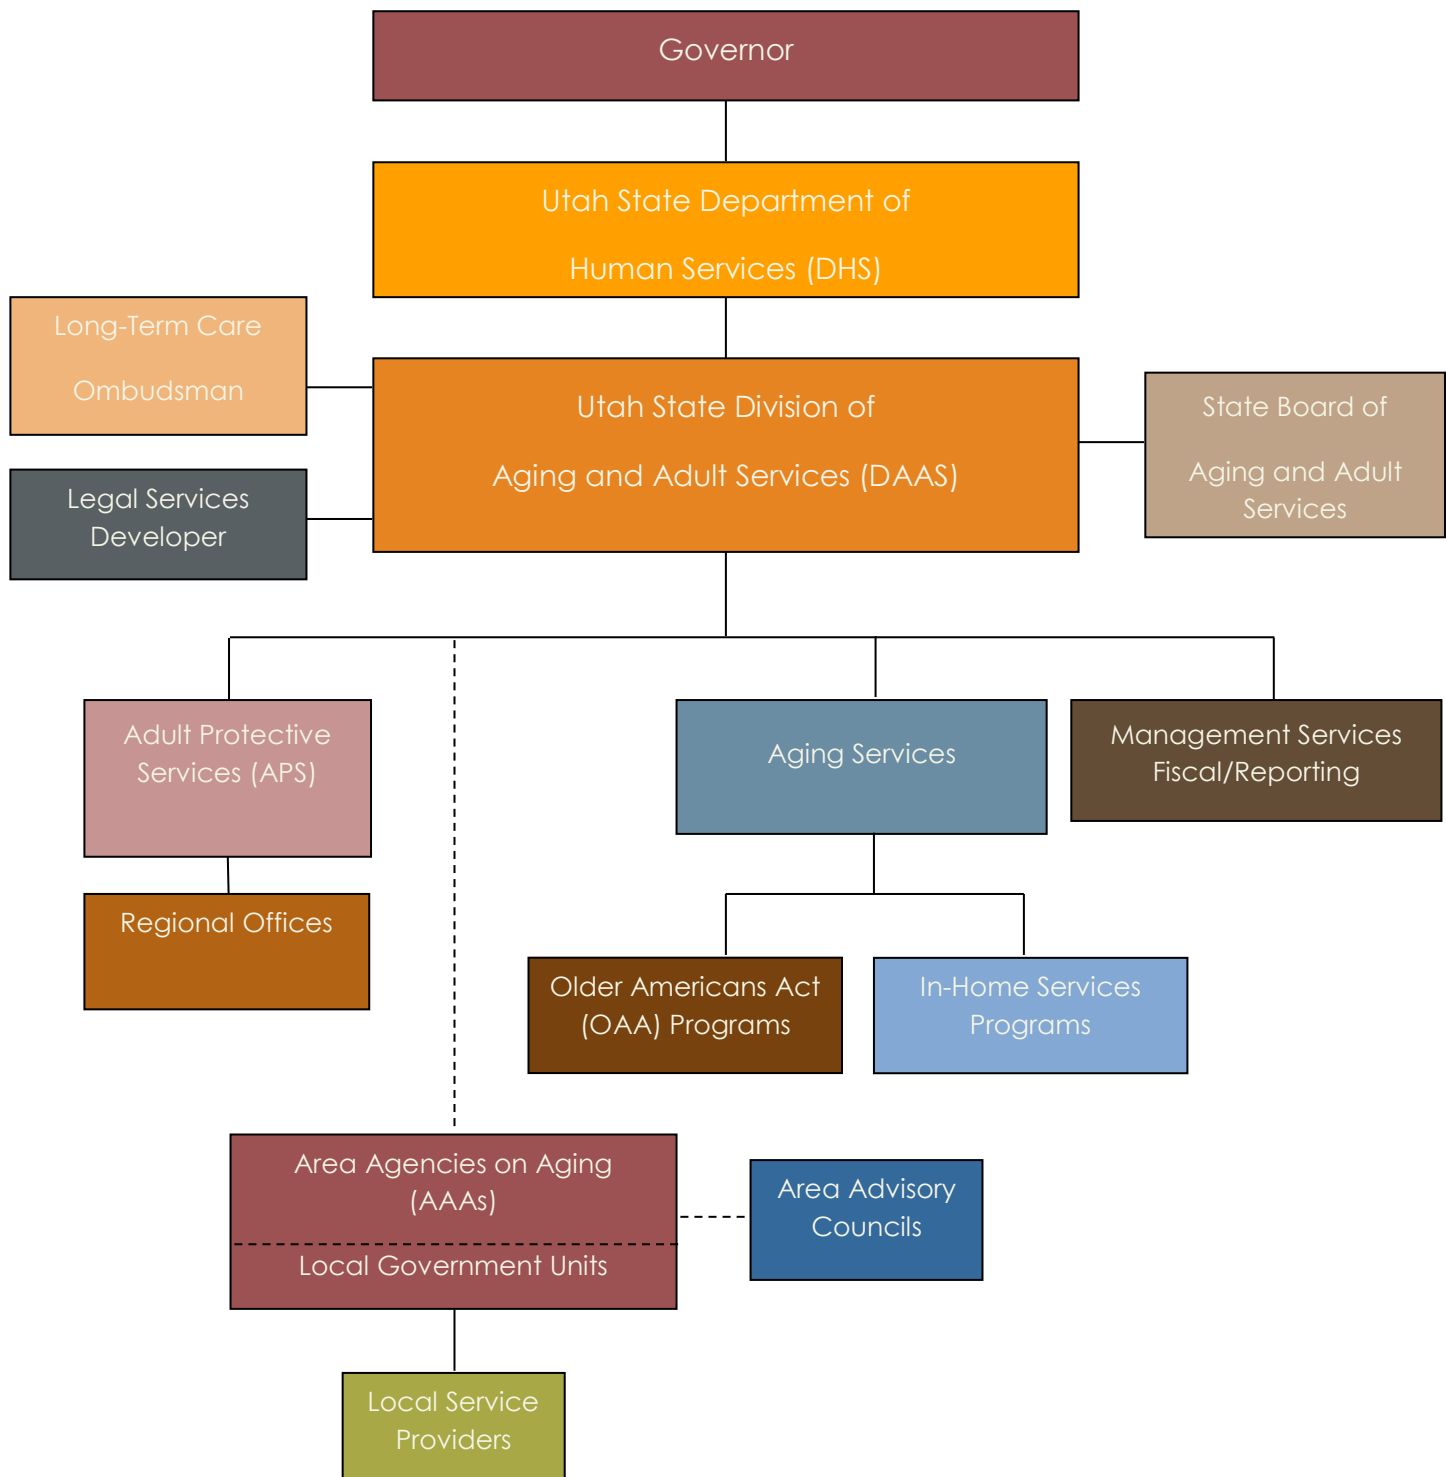 Governor
Utah State Department of
Human Services (DHS)
Long-Term Care
Ombudsman
Utah State Division of
Aging and Adult Services (DAAS)
State Board of
Aging and Adult
Services
Legal Services
Developer
Adult Protective
Services (APS)
Aging Services
Management Services
Fiscal/Reporting
Regional Offices
Older Americans Act
(OAA) Programs
In-Home Services
Programs
Area Agencies on Aging
(AAAs)
Local Government Units
Area Advisory
Councils
Local Service
Providers